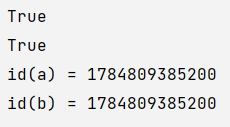 True
True
id(a) = 1784809385200
id(b) = 1784809385200